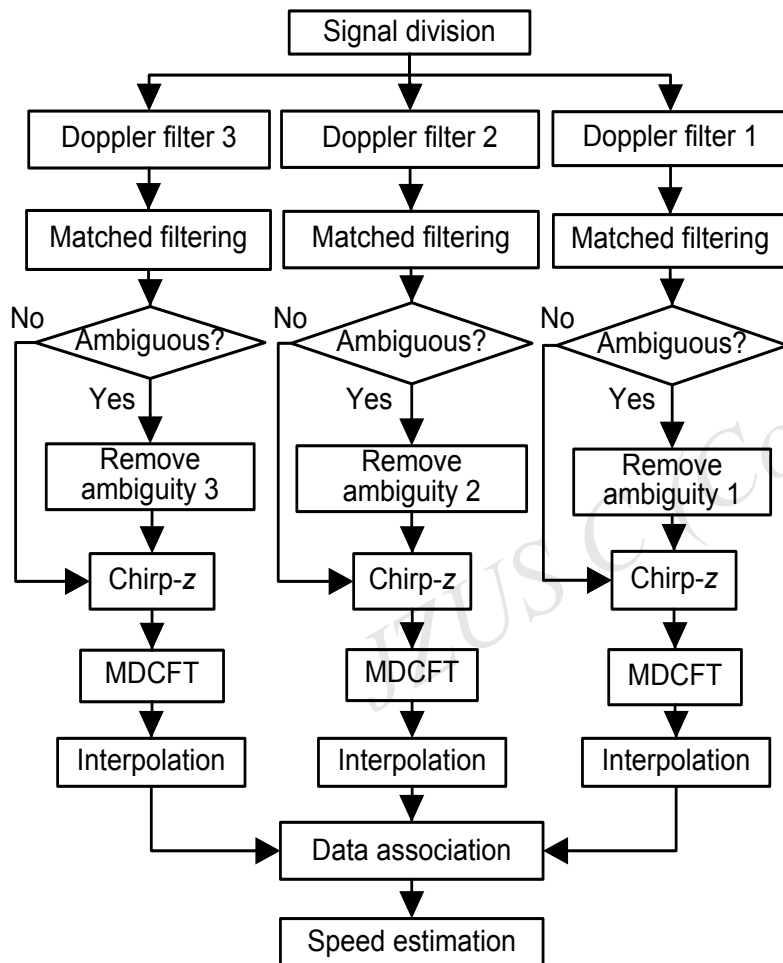 Signal division
Doppler filter 3
Doppler filter 2
Doppler filter 1
Matched filtering
Matched filtering
Matched filtering
No
Ambiguous?
No
Ambiguous?
No
Ambiguous?
Yes
Yes
Yes
Remove
ambiguity 3
Remove
ambiguity 2
Remove
ambiguity 1
Chirp-z
Chirp-z
Chirp-z
MDCFT
MDCFT
MDCFT
Interpolation
Interpolation
Interpolation
Data association
Speed estimation
JZUS C (Co